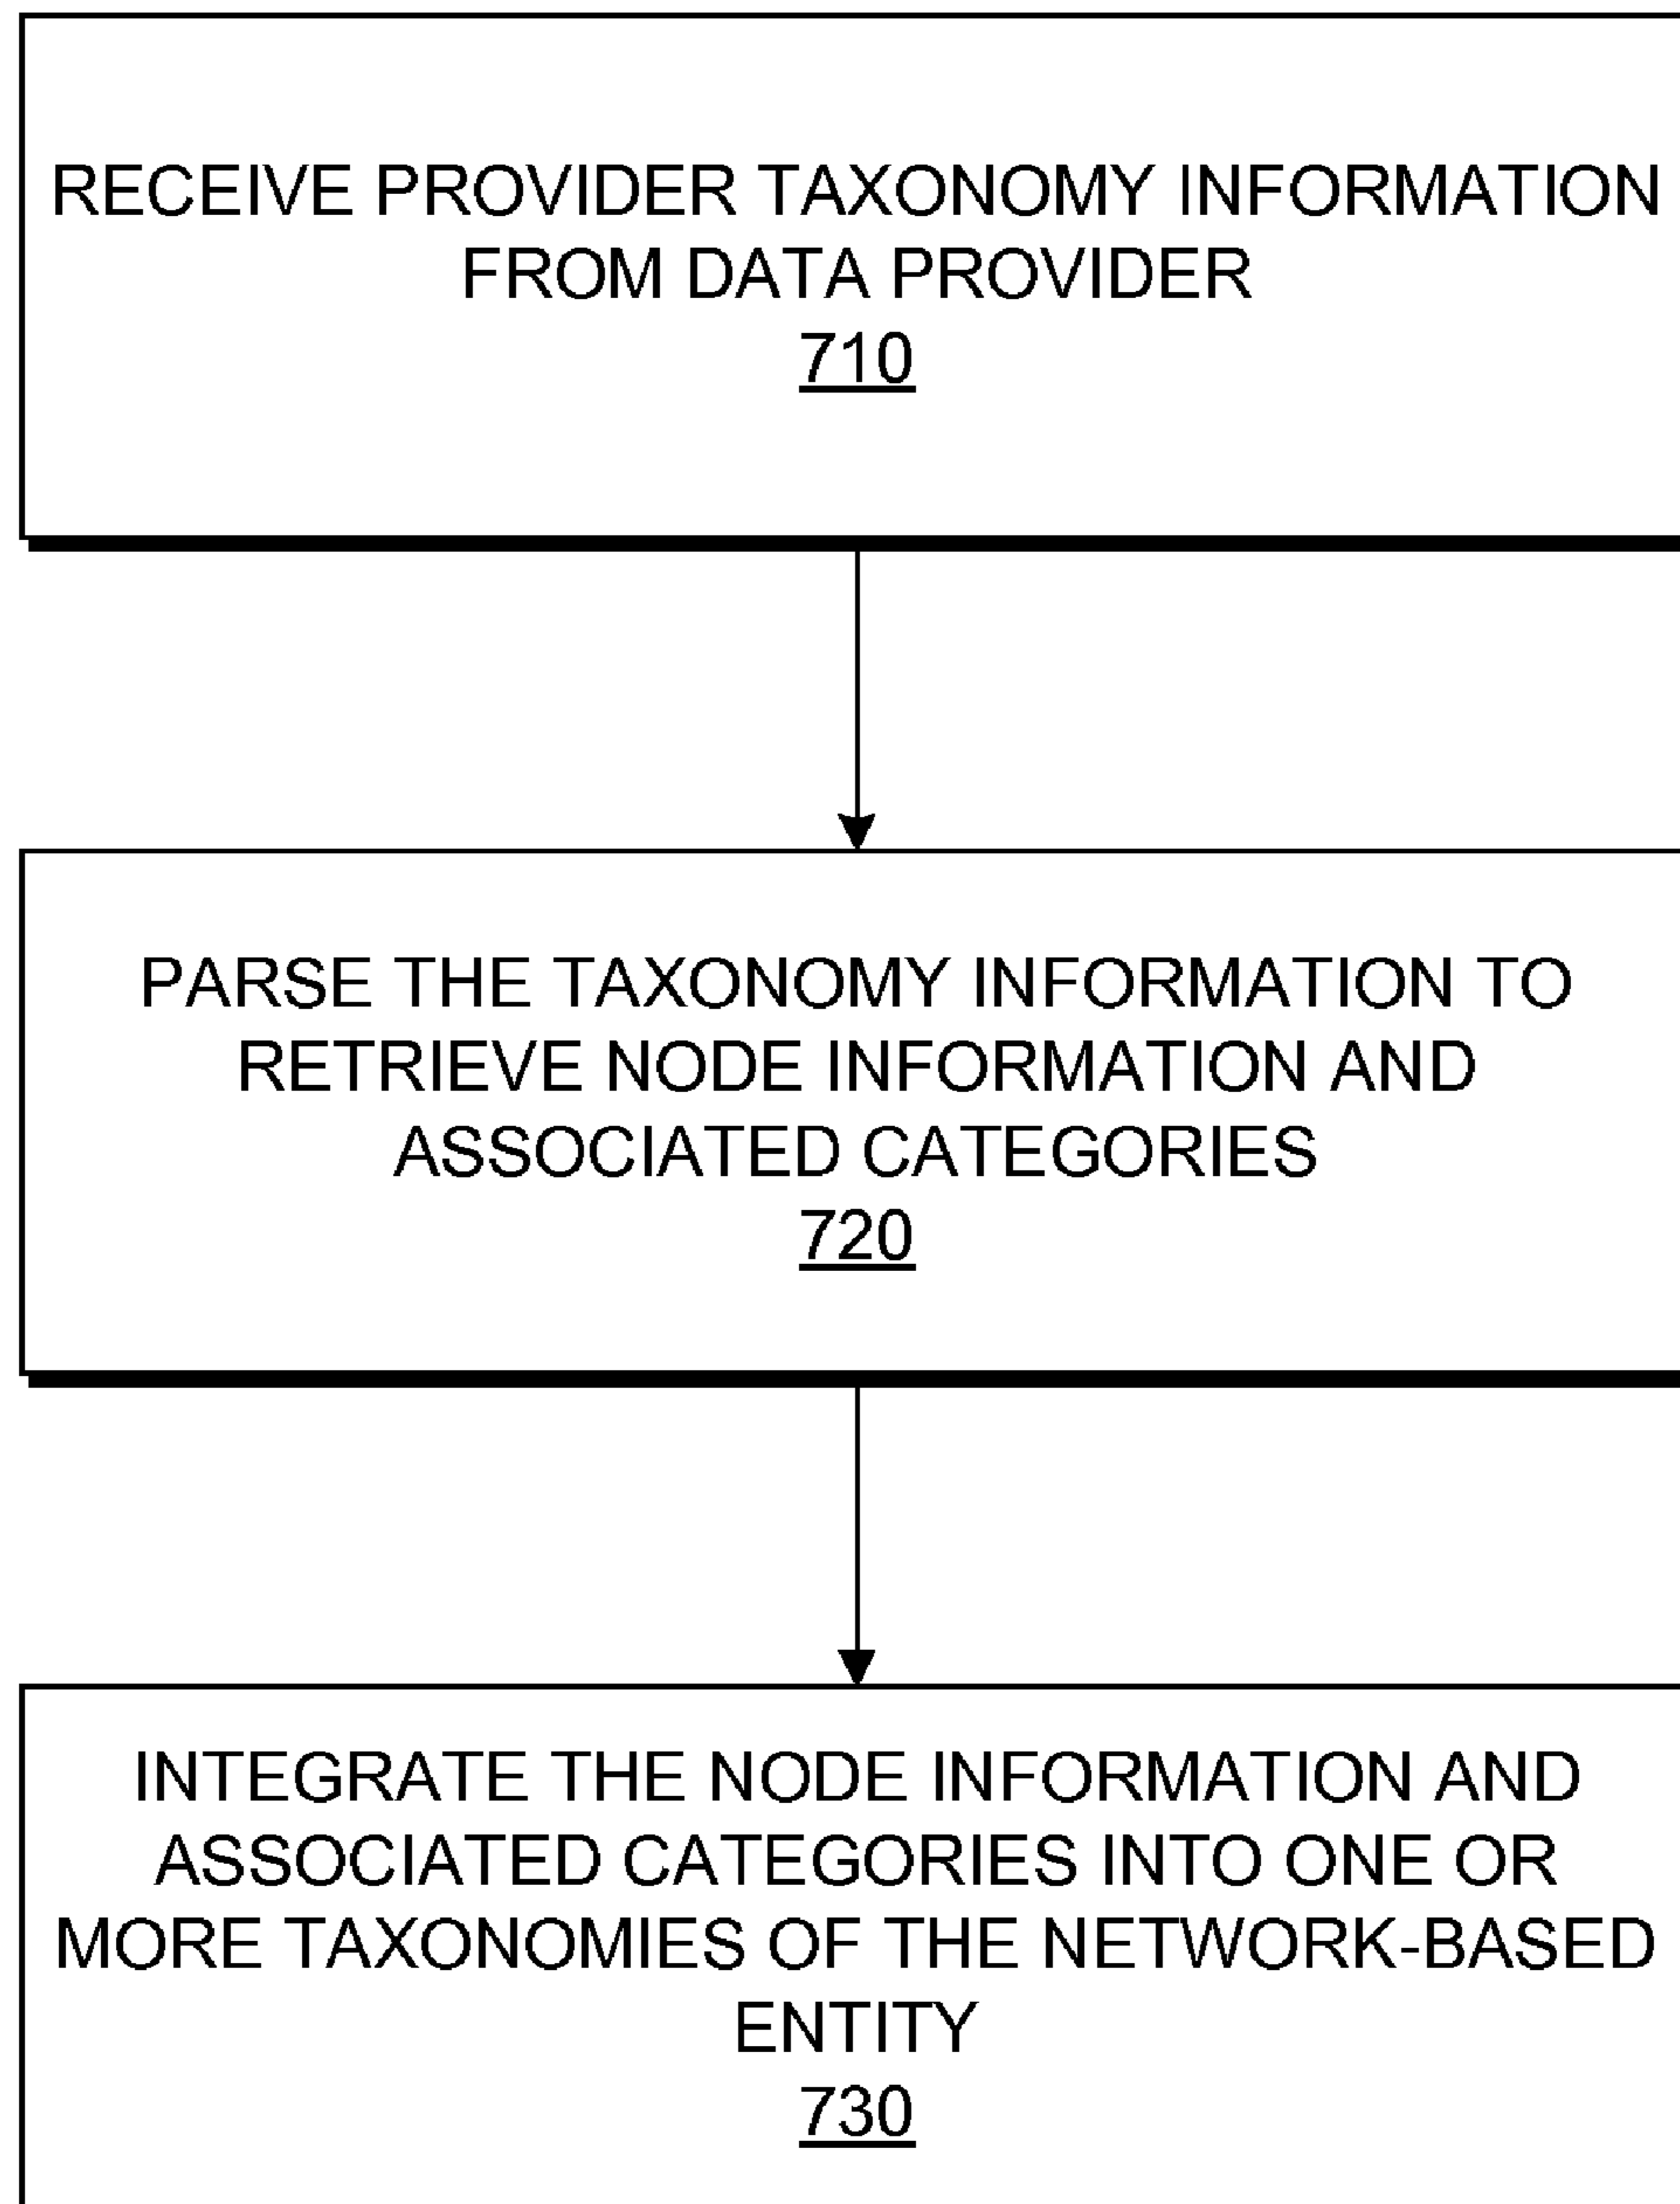 RECEIVE PROVIDER TAXONOMY INFORMATION
FROM DATA PROVIDER
710
PARSE THE TAXONOMY INFORMATION TO
RETRIEVE NODE INFORMATION AND
ASSOCIATED CATEGORIES
720
INTEGRATE THE NODE INFORMATION AND
ASSOCIATED CATEGORIES INTO ONE OR
MORE TAXONOMIES OF THE NETWORK-BASED
ENTITY
730